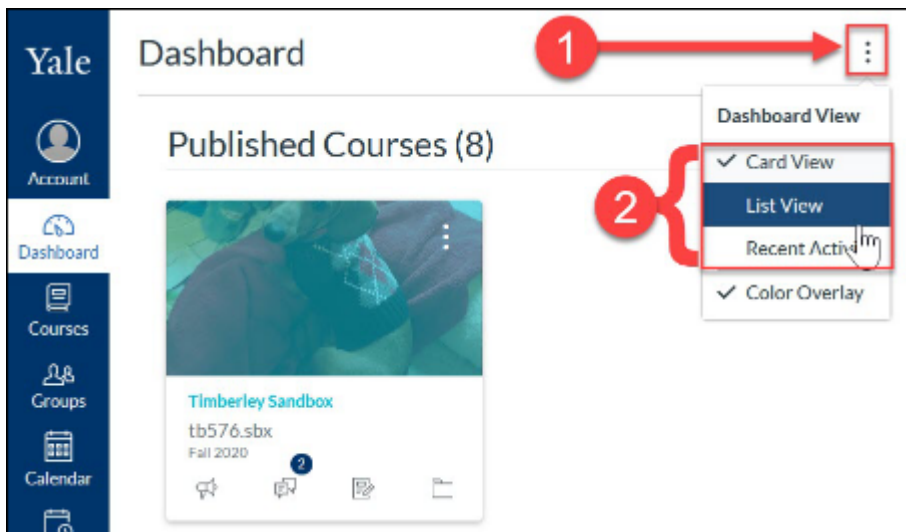 Yale
Dashboard
1
Account
Dashboard
Courses
Groups
Calendar
Published Courses (8)
Dashboard View
Card View
List View
Recent
Color Overlay
2
Timberley Sandbox
tb576.sbx
Fall 2020
2